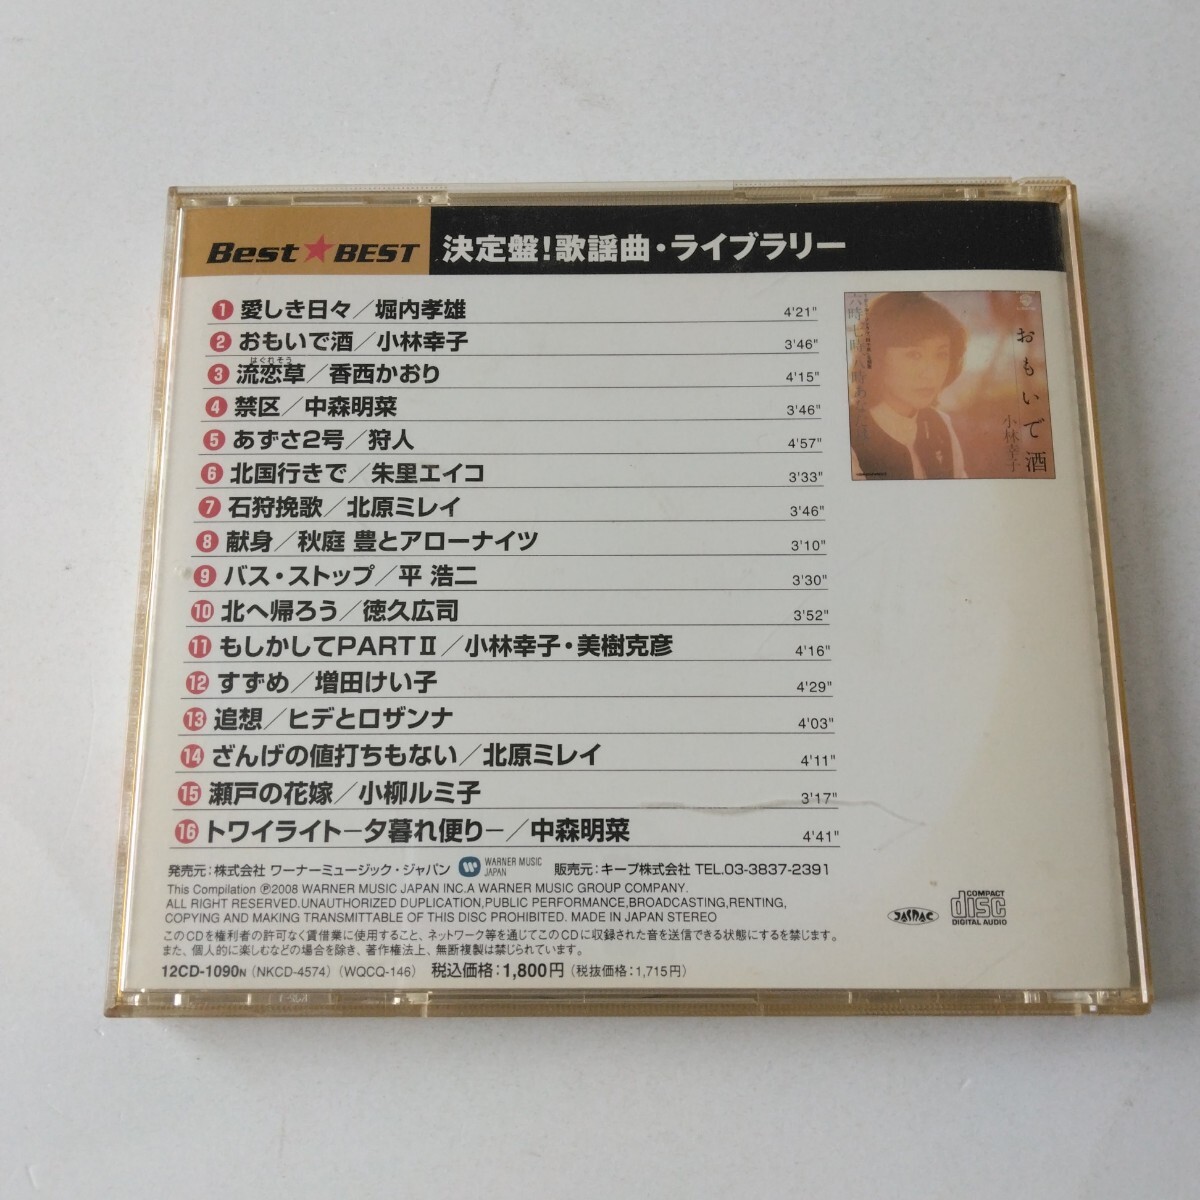 Best★BEST 決定盤!歌謡曲・ライブラリー
1 愛しき日々／堀内孝雄 4'21"
2 おもいで酒／小林幸子 3'46"
はぐれそう
3 流恋草／香西かおり 4'15"
4 禁区／中森明菜 3'46"
5 あずさ2号／狩人 4'57"
6 北国行きで／朱里エイコ 3'33"
7 石狩挽歌／北原ミレイ 3'46"
8 献身／秋庭 豊とアローナイツ 3'10"
9 バス・ストップ／平 浩二 3'30"
10 北へ帰ろう／徳久広司 3'52"
11 もしかしてPARTⅡ／小林幸子・美樹克彦 4'16"
12 すずめ／増田けい子 4'29"
13 追想／ヒデとロザンナ 4'03"
14 ざんげの値打ちもない／北原ミレイ 4'11"
15 瀬戸の花嫁／小柳ルミ子 3'17"
16 トワイライト−夕暮れ便り−／中森明菜 4'41"
おもいで酒
小林幸子
六時七時八時あなたは
発売元：株式会社 ワーナーミュージック・ジャパン WARNER MUSIC JAPAN 販売元：キープ株式会社 TEL.03-3837-2391
This Compilation ℗2008 WARNER MUSIC JAPAN INC.A WARNER MUSIC GROUP COMPANY.
ALL RIGHT RESERVED.UNAUTHORIZED DUPLICATION,PUBLIC PERFORMANCE,BROADCASTING,RENTING,
COPYING AND MAKING TRANSMITTABLE OF THIS DISC PROHIBITED. MADE IN JAPAN STEREO
このCDを権利者の許可なく賃借業に使用すること、ネットワーク等を通じてこのCDに収録された音を送信できる状態にするを禁じます。
また、個人的に楽しむなどの場合を除き、著作権法上、無断複製は禁じられています。
12CD-1090N (NKCD-4574) (WQCQ-146) 税込価格：1,800円 (税抜価格：1,715円)
JASRAC
COMPACT
disc
DIGITAL AUDIO